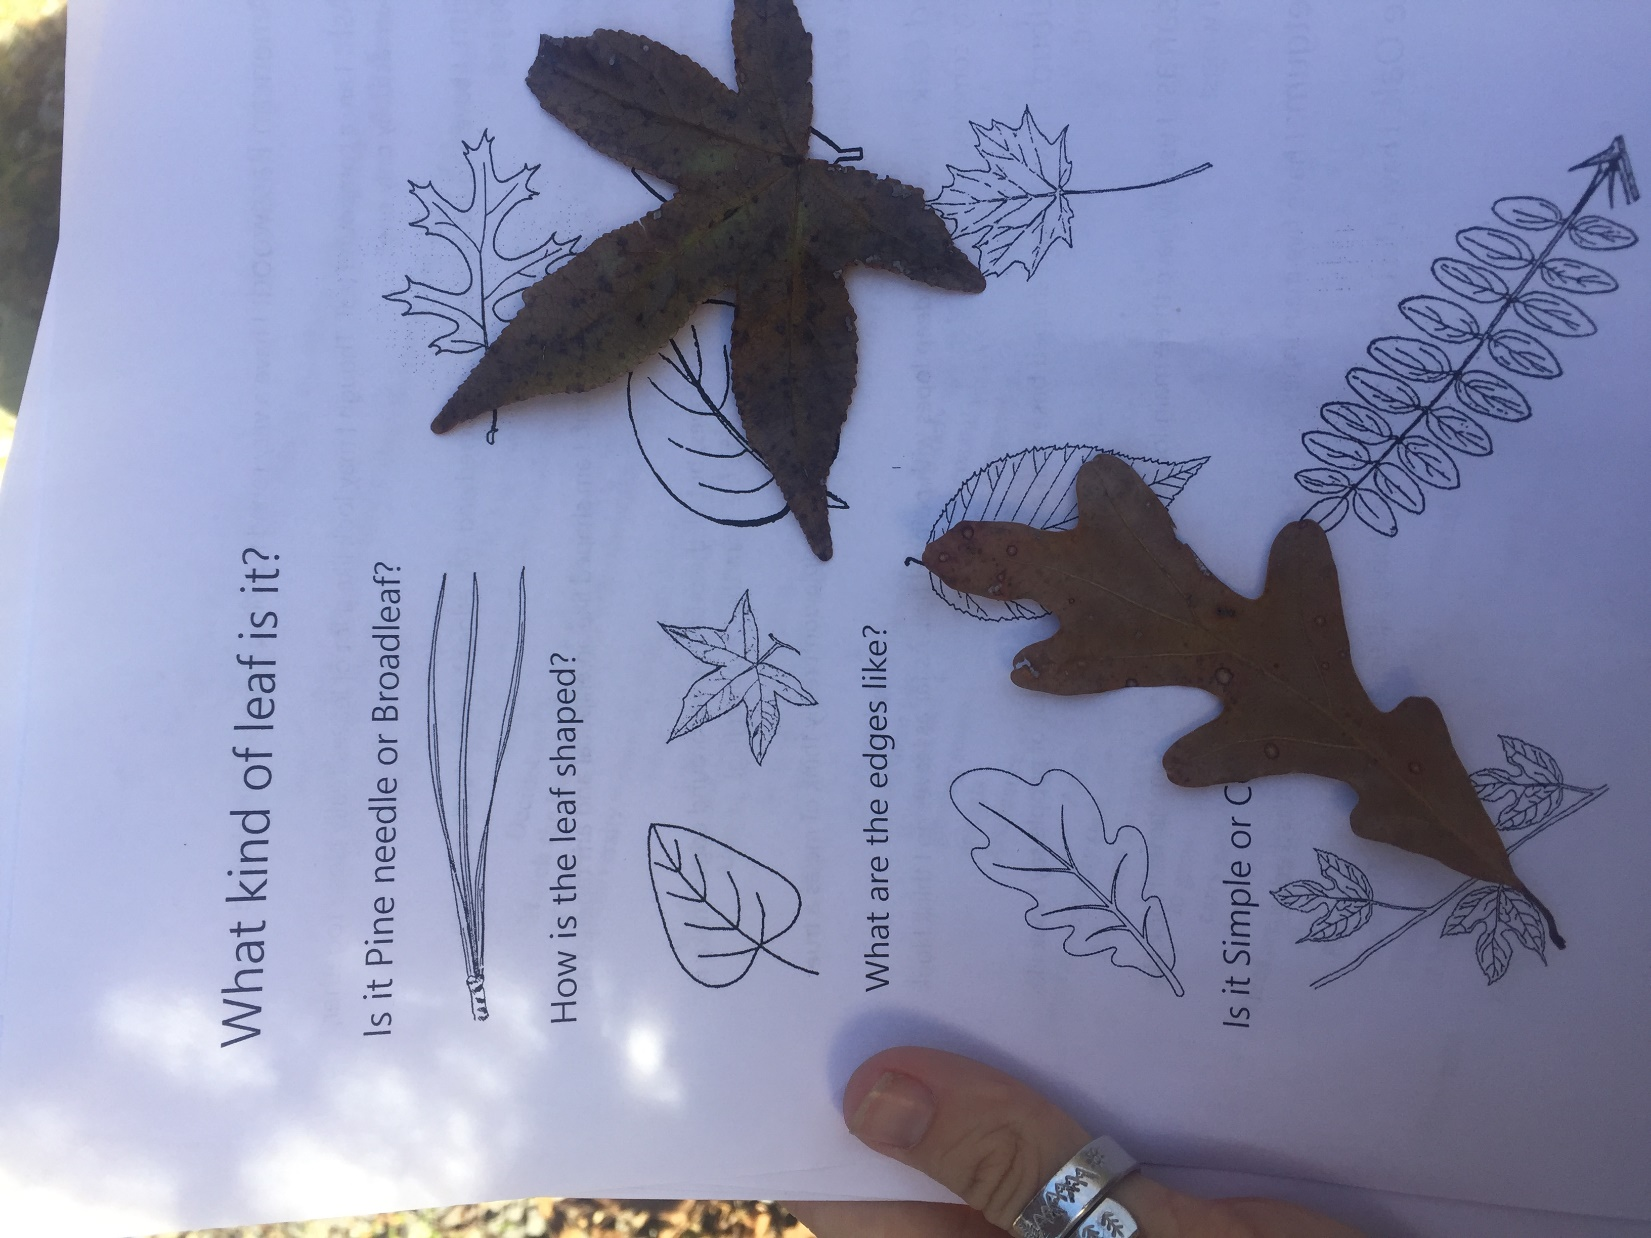 What kind of leaf is it?
Is it Pine needle or Broadleaf?
How is the leaf shaped?
What are the edges like?
Is it Simple or C